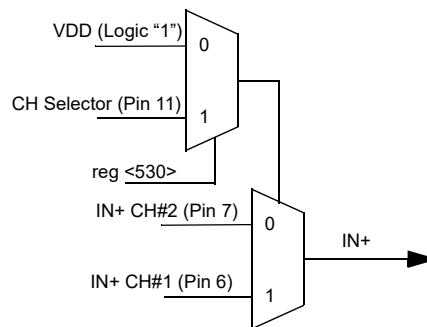 VDD (Logic “1”)
0
CH Selector (Pin 11)
1
reg <530>
IN+ CH#2 (Pin 7)
0
IN+
IN+ CH#1 (Pin 6)
1